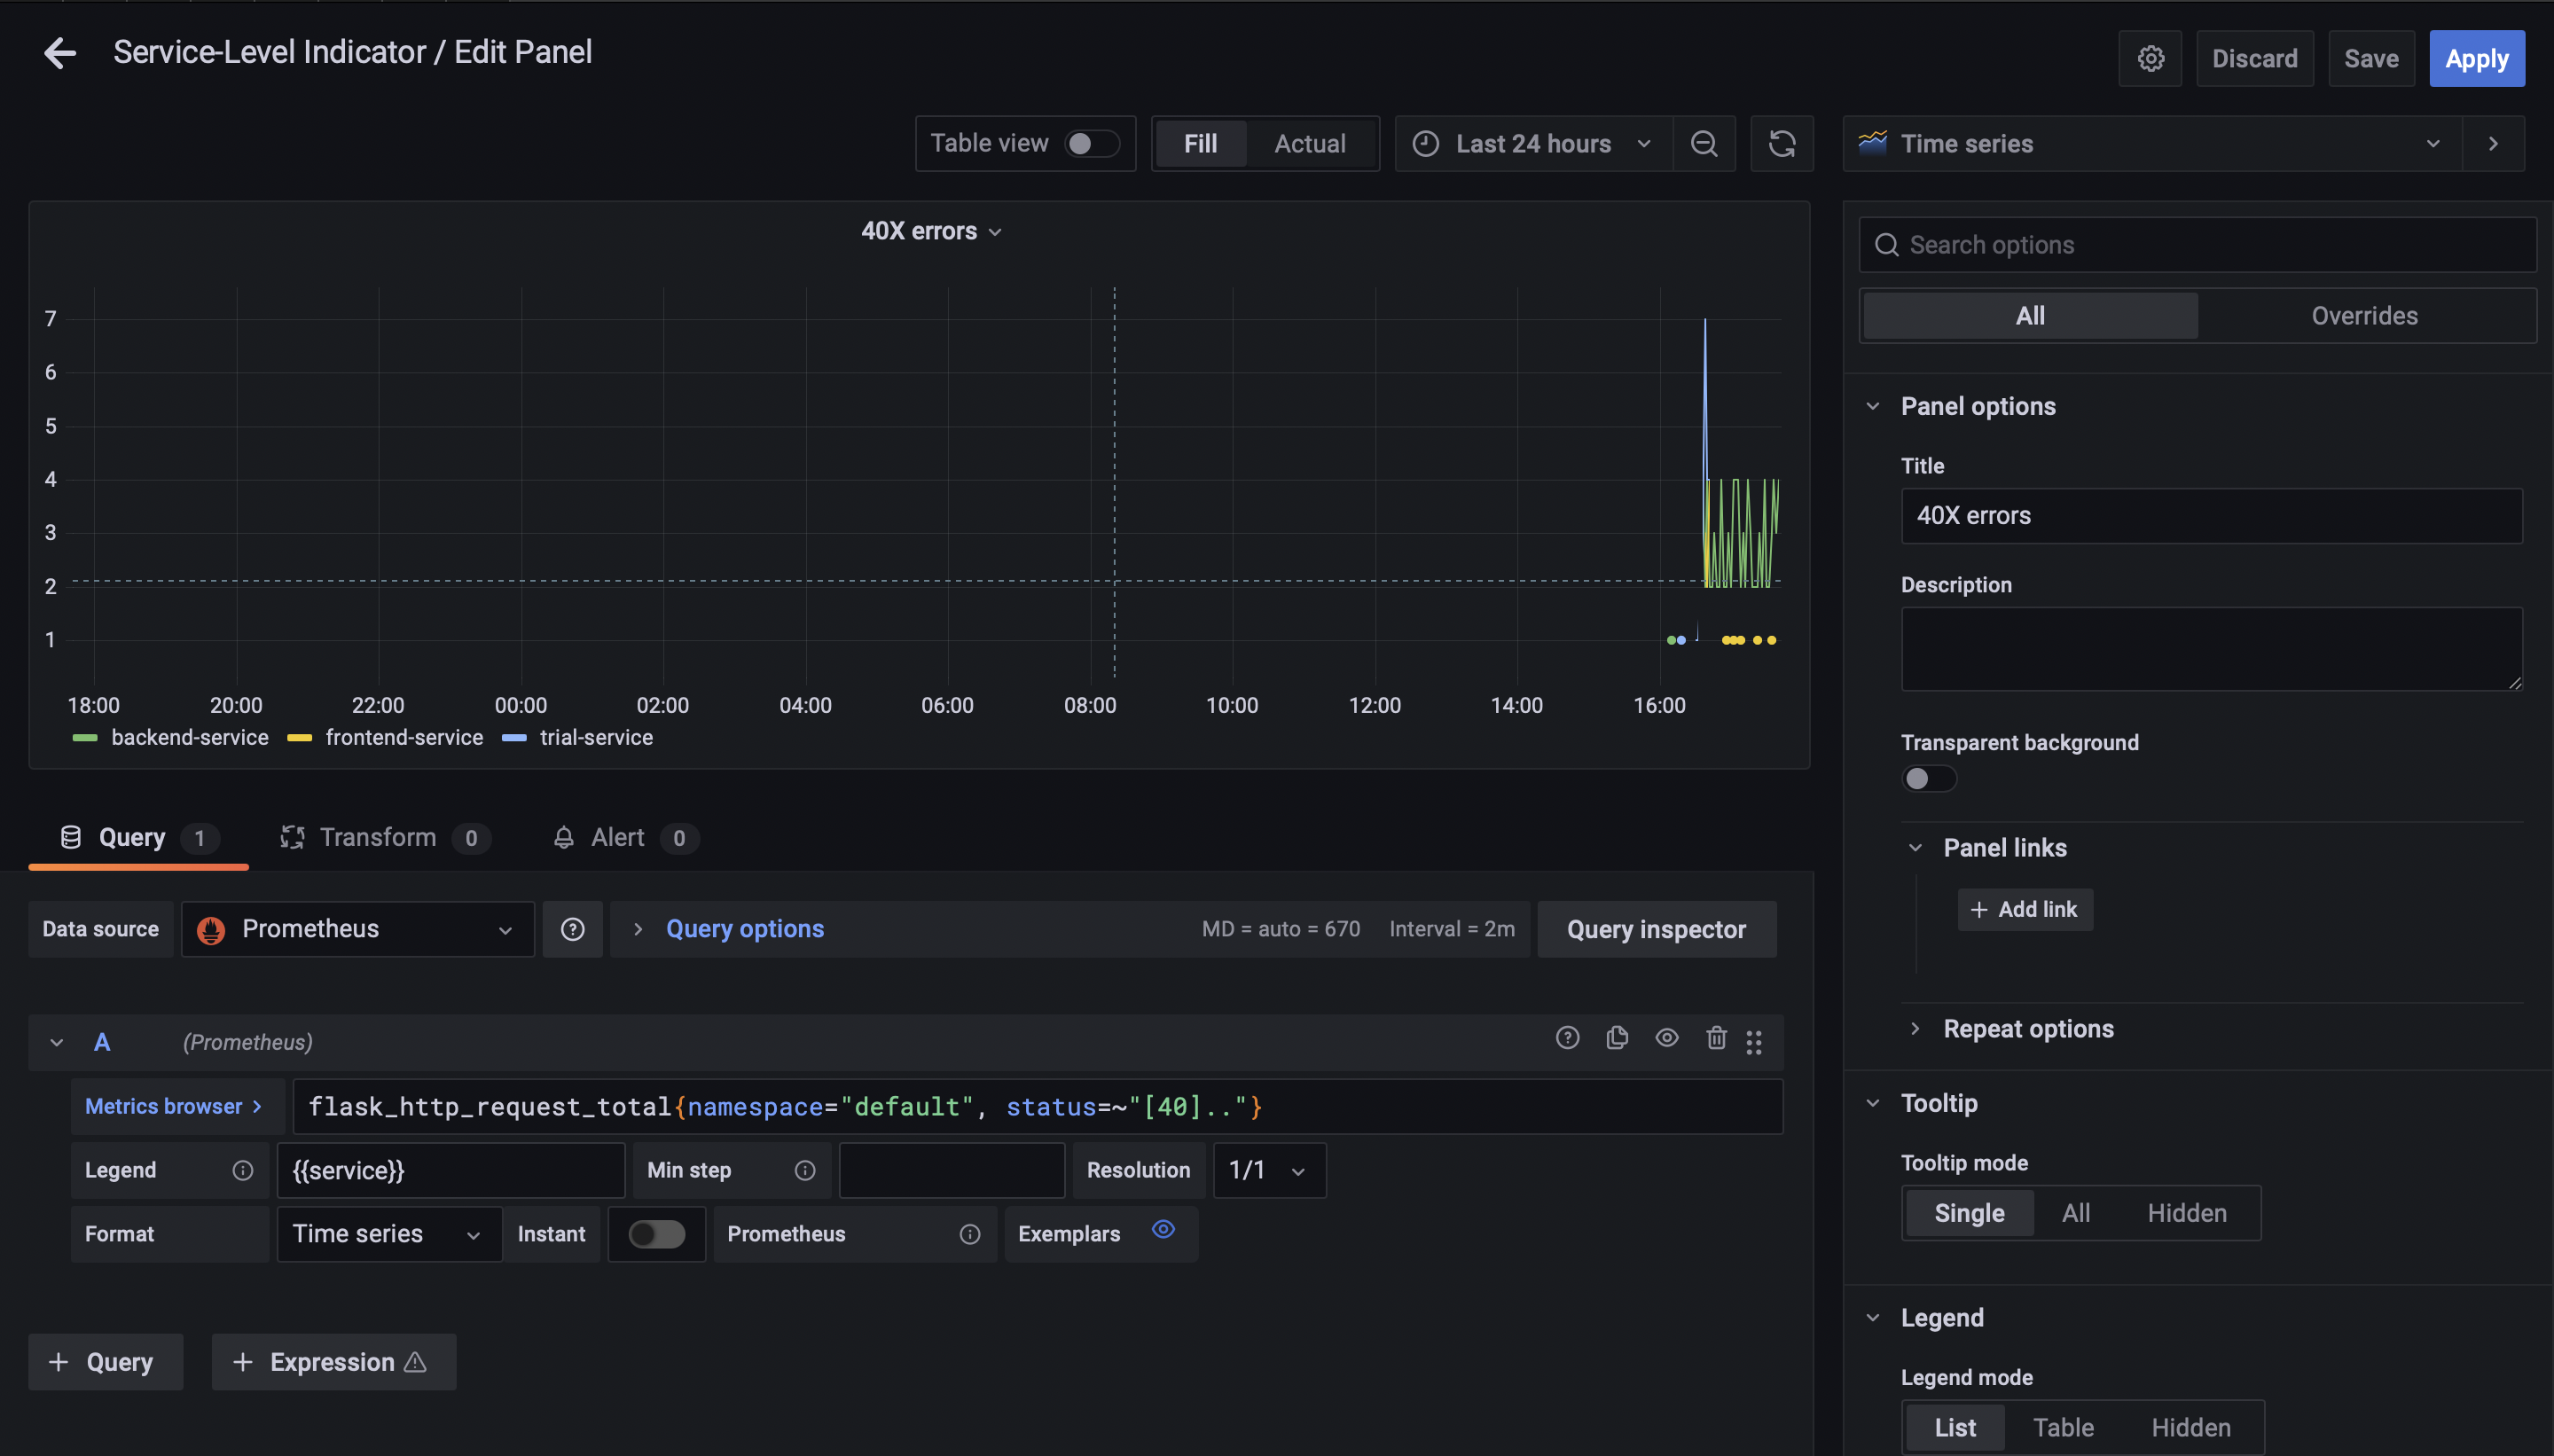 Service-Level Indicator / Edit Panel
Discard
Save
Apply
Table view
Fill
Actual
Last 24 hours
Time series
40X errors
7
6
5
4
3
2
1
18:00
20:00
22:00
00:00
02:00
04:00
06:00
08:00
10:00
12:00
14:00
16:00
backend-service
frontend-service
trial-service
Query 1
Transform 0
Alert 0
Data source
Prometheus
Query options
MD = auto = 670
Interval = 2m
Query inspector
A
(Prometheus)
Metrics browser >
flask_http_request_total{namespace="default", status=~"[40].."}
Legend
{{service}}
Min step
Resolution
1/1
Format
Time series
Instant
Prometheus
Exemplars
+ Query
+ Expression
Search options
All
Overrides
Panel options
Title
40X errors
Description
Transparent background
Panel links
+ Add link
Repeat options
Tooltip
Tooltip mode
Single
All
Hidden
Legend
Legend mode
List
Table
Hidden